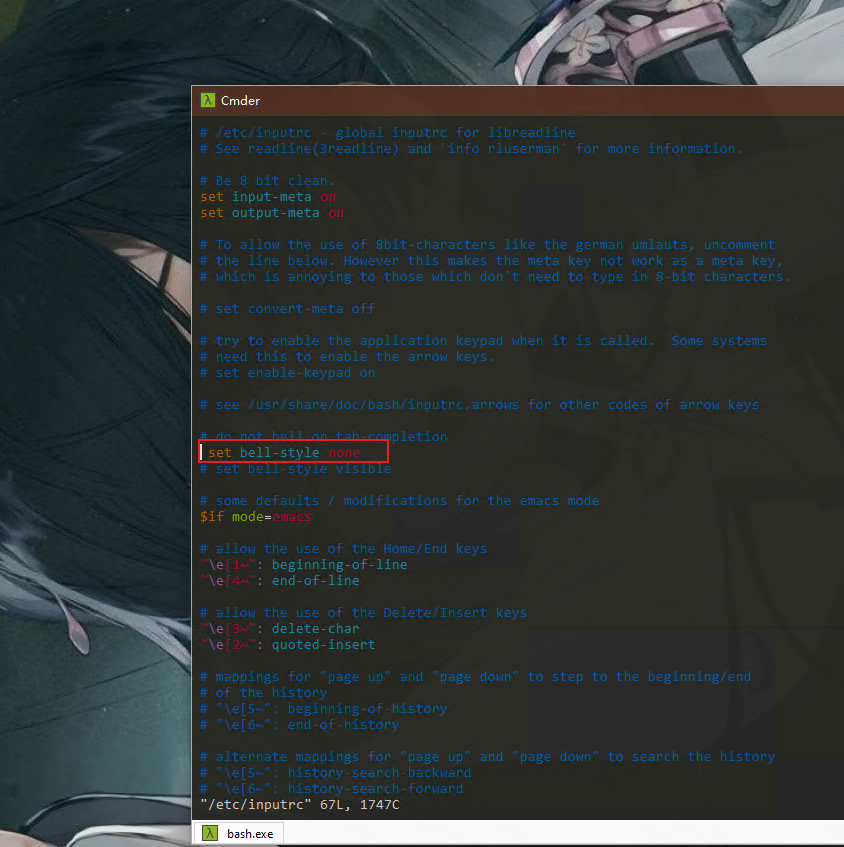 λ Cmder
# /etc/inputrc - global inputrc for libreadline
# See readline(3readline) and `info rluserman' for more information.
# Be 8 bit clean.
set input-meta on
set output-meta on
# To allow the use of 8bit-characters like the german umlauts, uncomment
# the line below. However this makes the meta key not work as a meta key,
# which is annoying to those which don't need to type in 8-bit characters.
# set convert-meta off
# try to enable the application keypad when it is called.  Some systems
# need this to enable the arrow keys.
# set enable-keypad on
# see /usr/share/doc/bash/inputrc.arrows for other codes of arrow keys
# do not bell on tab-completion
set bell-style none
# set bell-style visible
# some defaults / modifications for the emacs mode
$if mode=emacs
# allow the use of the Home/End keys
"\e[1~": beginning-of-line
"\e[4~": end-of-line
# allow the use of the Delete/Insert keys
"\e[3~": delete-char
"\e[2~": quoted-insert
# mappings for "page up" and "page down" to step to the beginning/end
# of the history
# "\e[5~": beginning-of-history
# "\e[6~": end-of-history
# alternate mappings for "page up" and "page down" to search the history
# "\e[5~": history-search-backward
# "\e[6~": history-search-forward
"/etc/inputrc" 67L, 1747C
λ bash.exe